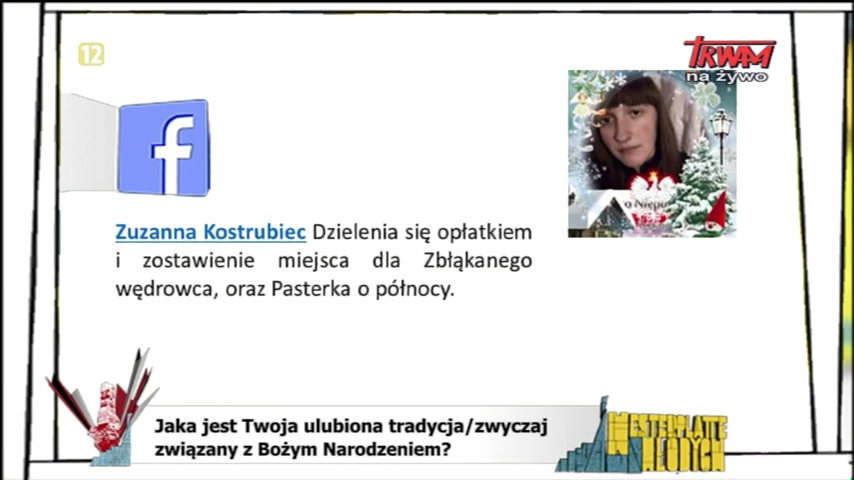 12
TRWAM
na żywo
f
Zuzanna Kostrubiec Dzielenia się opłatkiem
i zostawienie miejsca dla Zbłąkanego
wędrowca, oraz Pasterka o północy.
Jaka jest Twoja ulubiona tradycja/zwyczaj
związany z Bożym Narodzeniem?
WESTERPLATTE
MŁODYCH